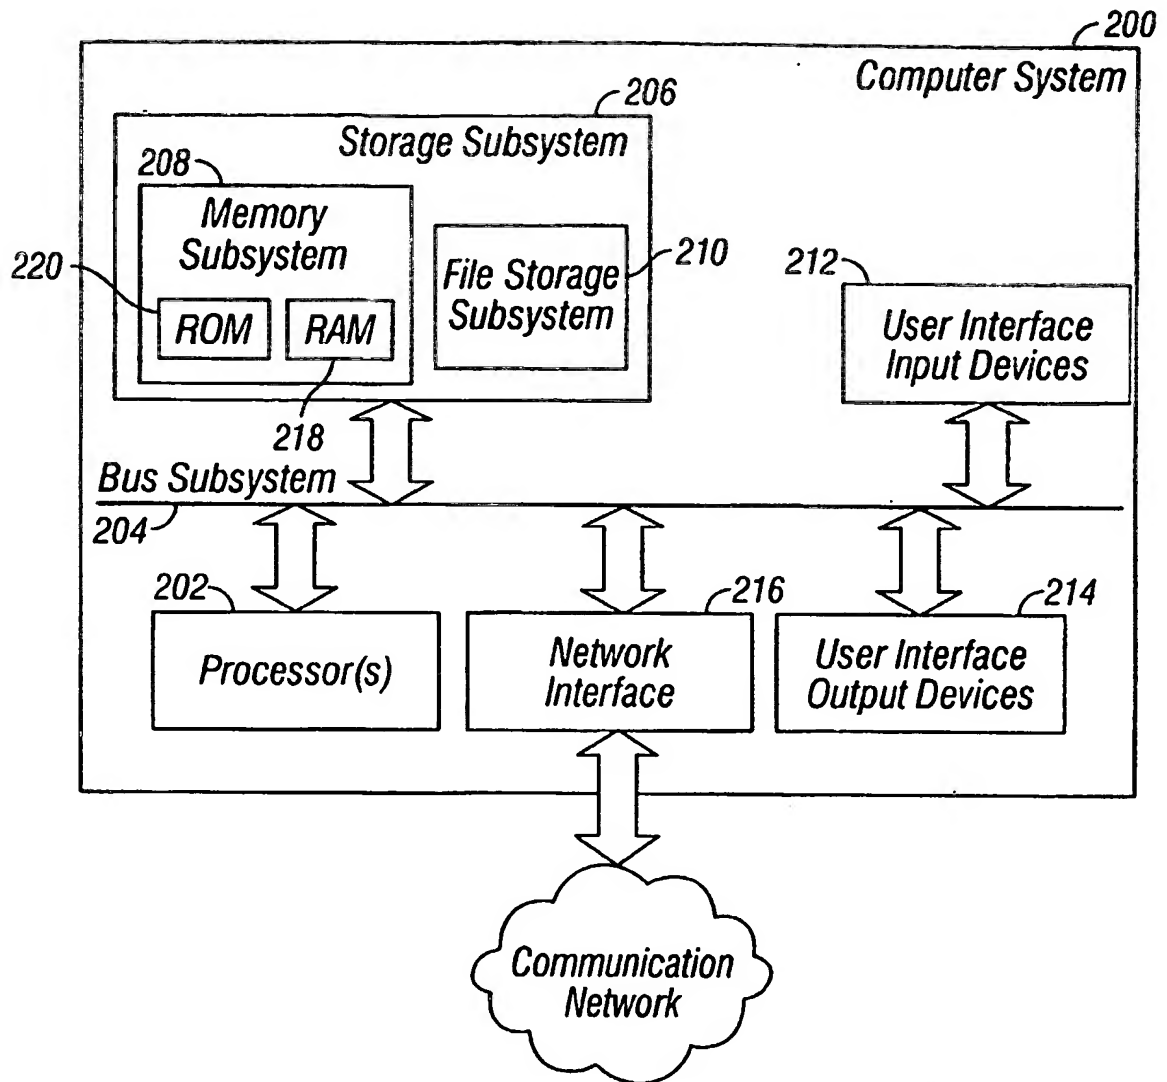 200
Computer System
206
Storage Subsystem
208
Memory
Subsystem
220
ROM
RAM
218
File Storage
Subsystem
210
212
User Interface
Input Devices
Bus Subsystem
204
202
Processor(s)
216
Network
Interface
214
User Interface
Output Devices
Communication
Network